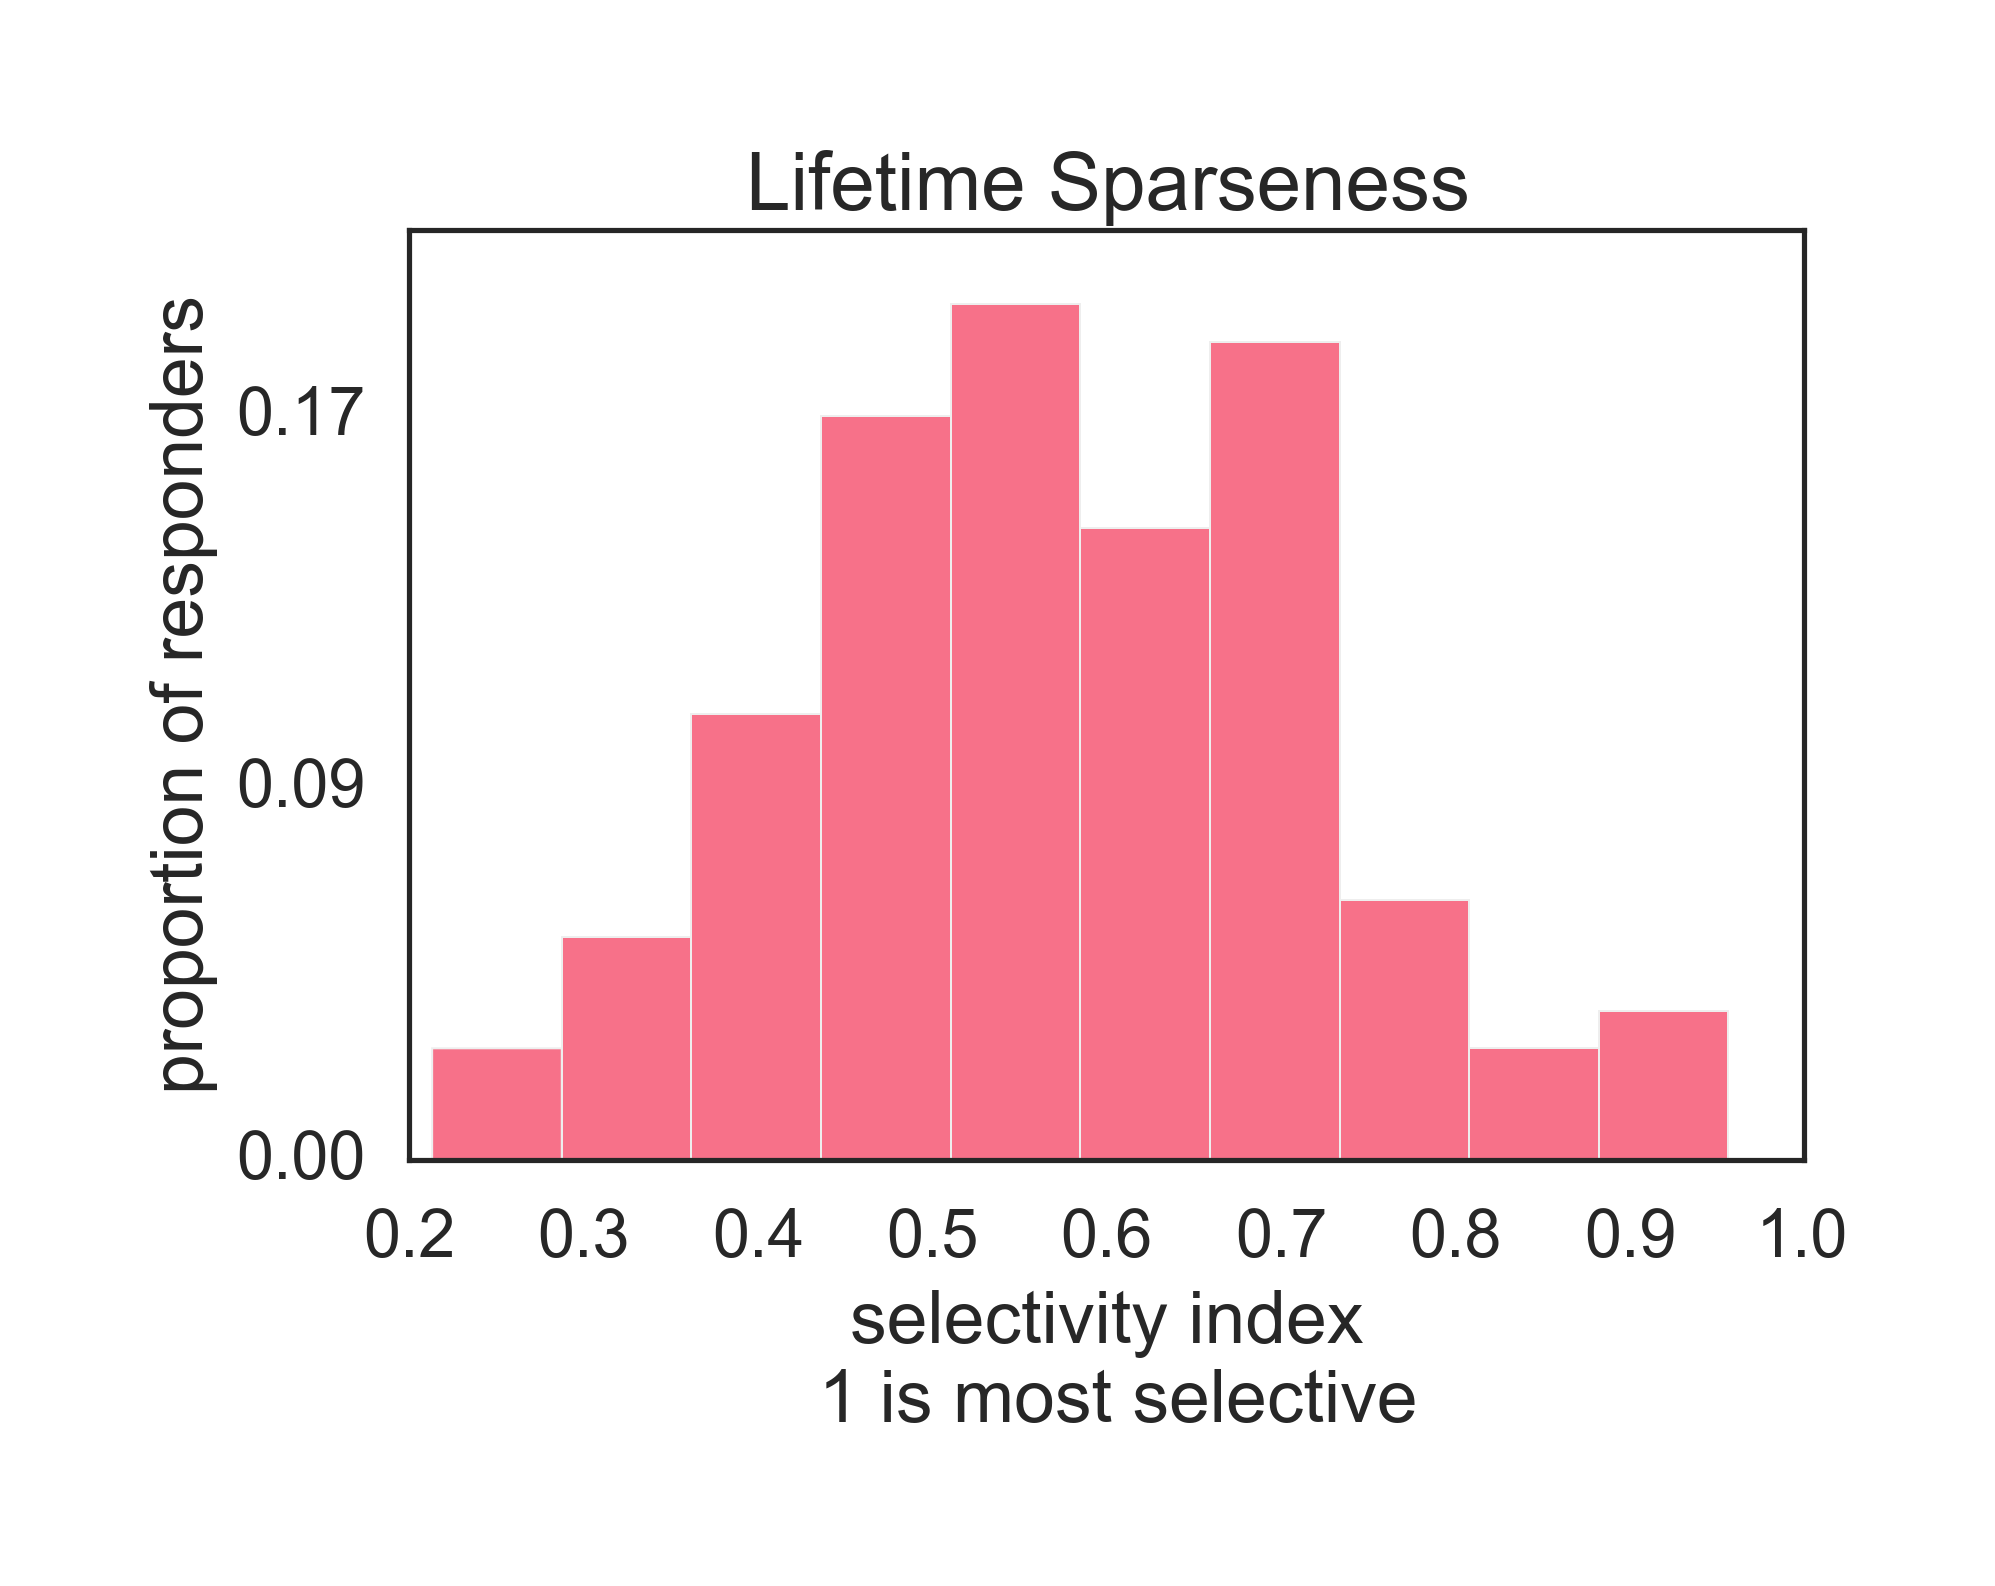 Lifetime Sparseness
proportion of responders
0.17
0.09
0.00
0.2 0.3 0.4 0.5 0.6 0.7 0.8 0.9 1.0
selectivity index
1 is most selective